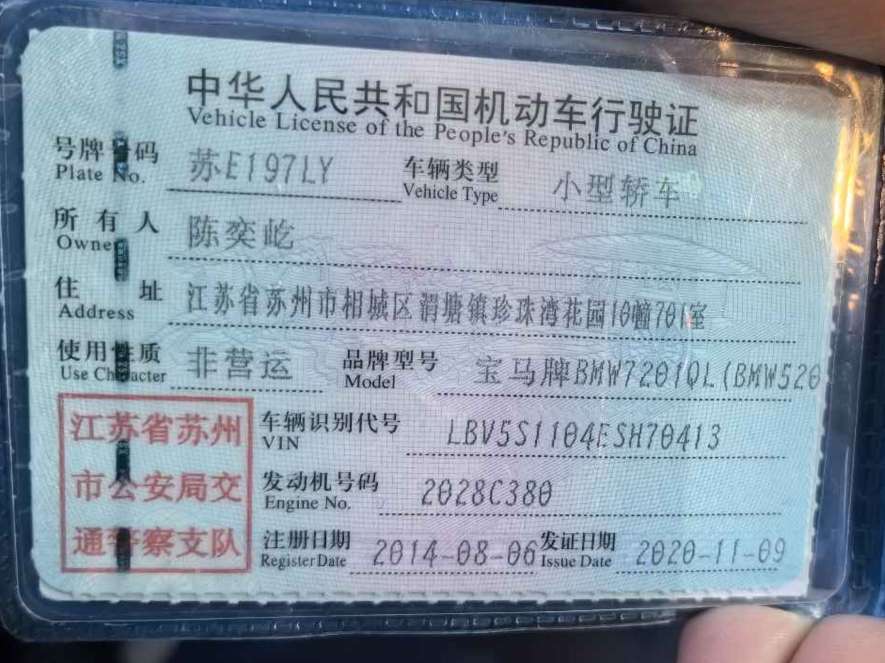 中华人民共和国机动车行驶证
Vehicle License of the People's Republic of China
号牌号码 苏E197LY 车辆类型 小型轿车
Plate No. Vehicle Type
所有人 陈奕屹
Owner
住址 江苏省苏州市相城区渭塘镇珍珠湾花园10幢701室
Address
使用性质 非营运 品牌型号 宝马牌BMW7201QL(BMW520
Use Character Model
江苏省苏州 车辆识别代号 LBV5S1104ESH70413
VIN
市公安局交 发动机号码 2028C380
Engine No.
通警察支队 注册日期 2014-08-06 发证日期 2020-11-09
Register Date Issue Date